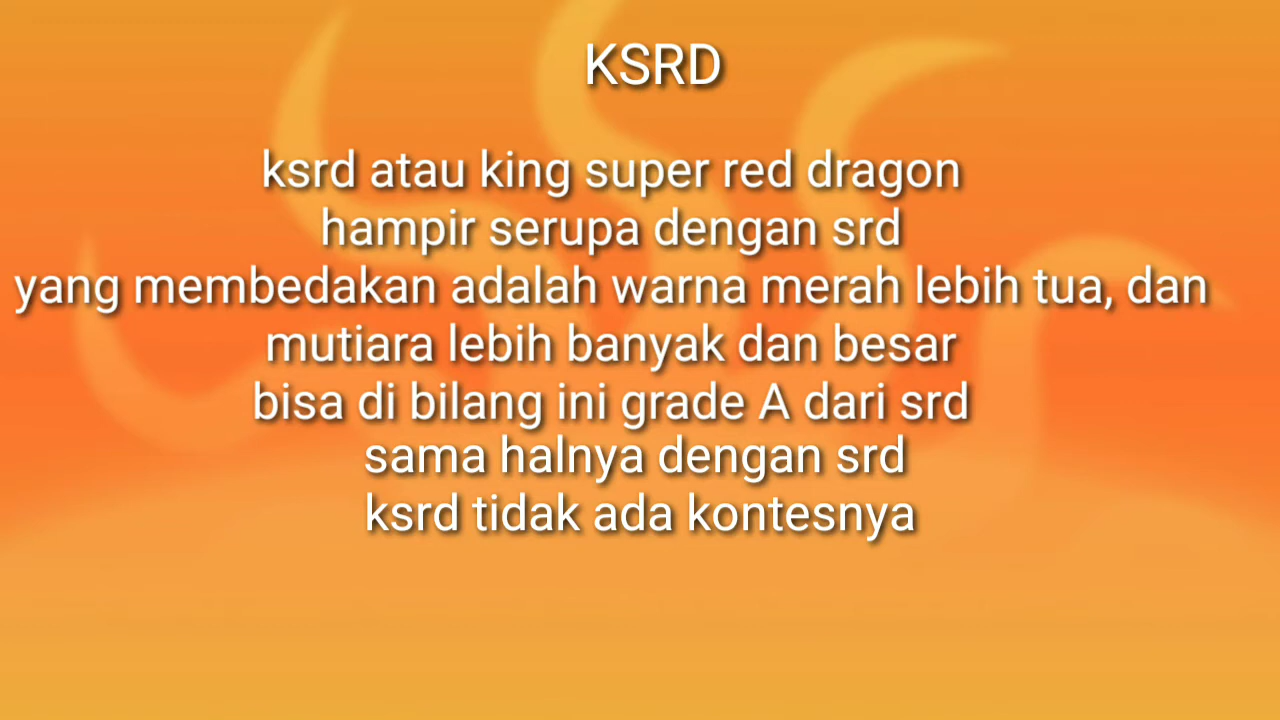 KSRD
ksrd atau king super red dragon
hampir serupa dengan srd
yang membedakan adalah warna merah lebih tua, dan
mutiara lebih banyak dan besar
bisa di bilang ini grade A dari srd
sama halnya dengan srd
ksrd tidak ada kontesnya